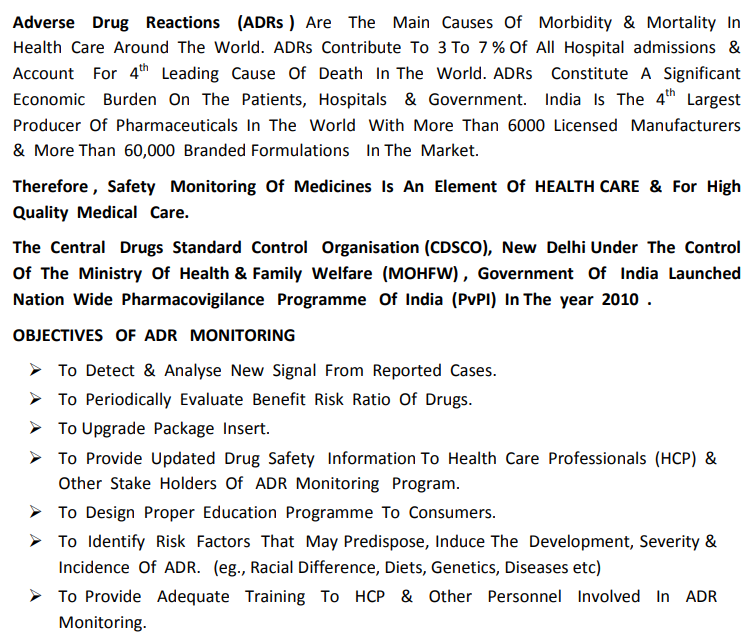 Adverse Drug Reactions (ADRs ) Are The Main Causes Of Morbidity & Mortality In
Health Care Around The World. ADRs Contribute To 3 To 7 % Of All Hospital admissions &
Account For 4th Leading Cause Of Death In The World. ADRs Constitute A Significant
Economic Burden On The Patients, Hospitals & Government. India Is The 4th Largest
Producer Of Pharmaceuticals In The World With More Than 6000 Licensed Manufacturers
& More Than 60,000 Branded Formulations In The Market.
Therefore , Safety Monitoring Of Medicines Is An Element Of HEALTH CARE & For High
Quality Medical Care.
The Central Drugs Standard Control Organisation (CDSCO), New Delhi Under The Control
Of The Ministry Of Health & Family Welfare (MOHFW) , Government Of India Launched
Nation Wide Pharmacovigilance Programme Of India (PvPI) In The year 2010 .
OBJECTIVES OF ADR MONITORING
➢ To Detect & Analyse New Signal From Reported Cases.
➢ To Periodically Evaluate Benefit Risk Ratio Of Drugs.
➢ To Upgrade Package Insert.
➢ To Provide Updated Drug Safety Information To Health Care Professionals (HCP) &
Other Stake Holders Of ADR Monitoring Program.
➢ To Design Proper Education Programme To Consumers.
➢ To Identify Risk Factors That May Predispose, Induce The Development, Severity &
Incidence Of ADR. (eg., Racial Difference, Diets, Genetics, Diseases etc)
➢ To Provide Adequate Training To HCP & Other Personnel Involved In ADR
Monitoring.